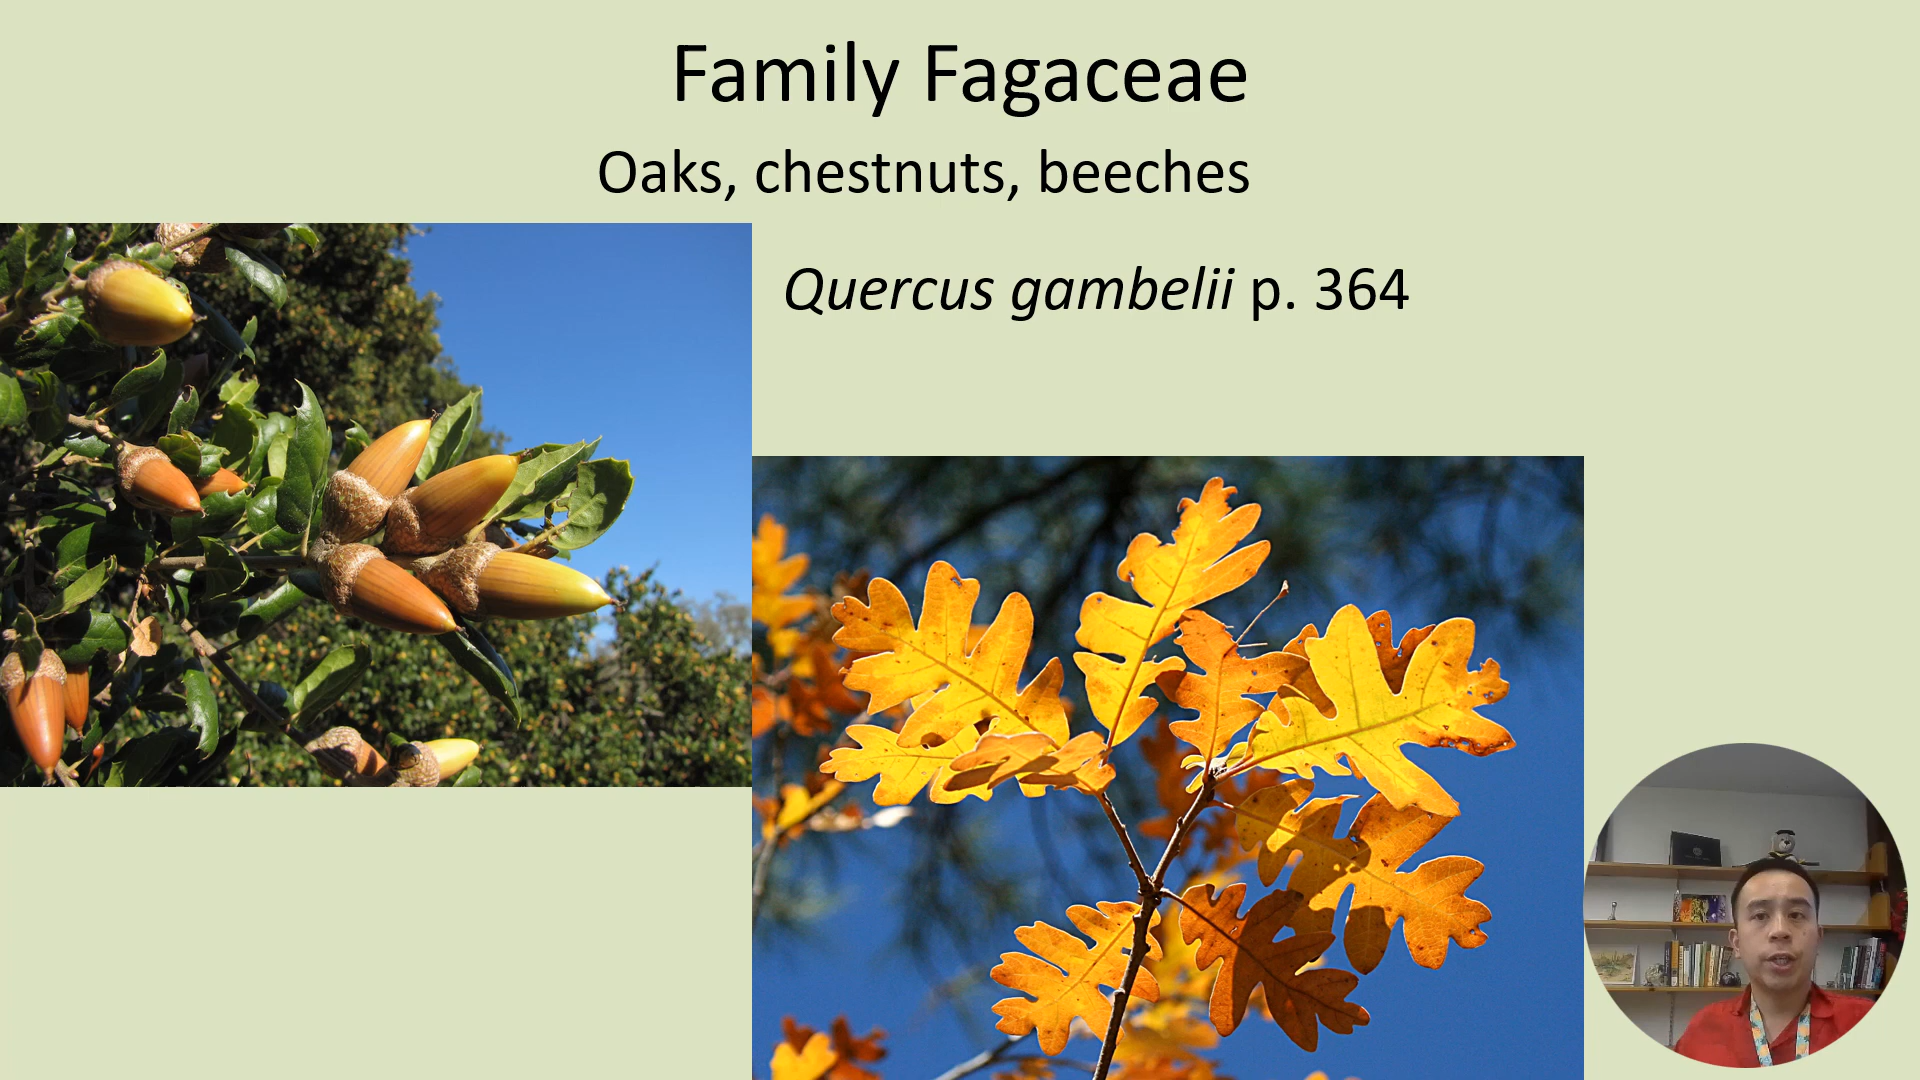 Family Fagaceae
Oaks, chestnuts, beeches
Quercus gambelii p. 364